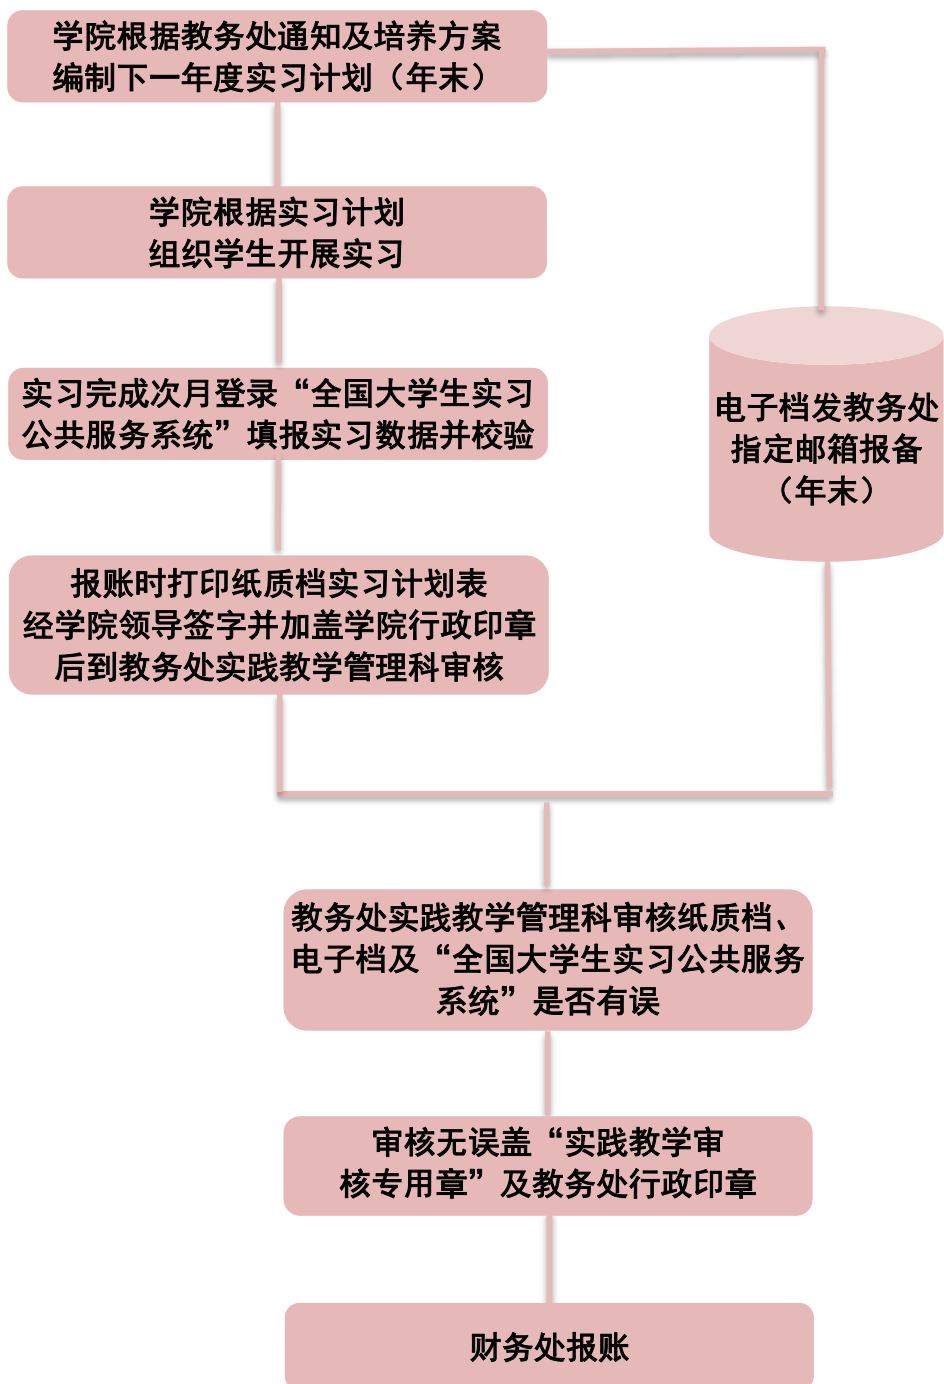 学院根据教务处通知及培养方案
编制下一年度实习计划（年末）
学院根据实习计划
组织学生开展实习
实习完成次月登录“全国大学生实习
公共服务系统”填报实习数据并校验
电子档发教务处
指定邮箱报备
（年末）
报账时打印纸质档实习计划表
经学院领导签字并加盖学院行政印章
后到教务处实践教学管理科审核
教务处实践教学管理科审核纸质档、
电子档及“全国大学生实习公共服务
系统”是否有误
审核无误盖“实践教学审
核专用章”及教务处行政印章
财务处报账